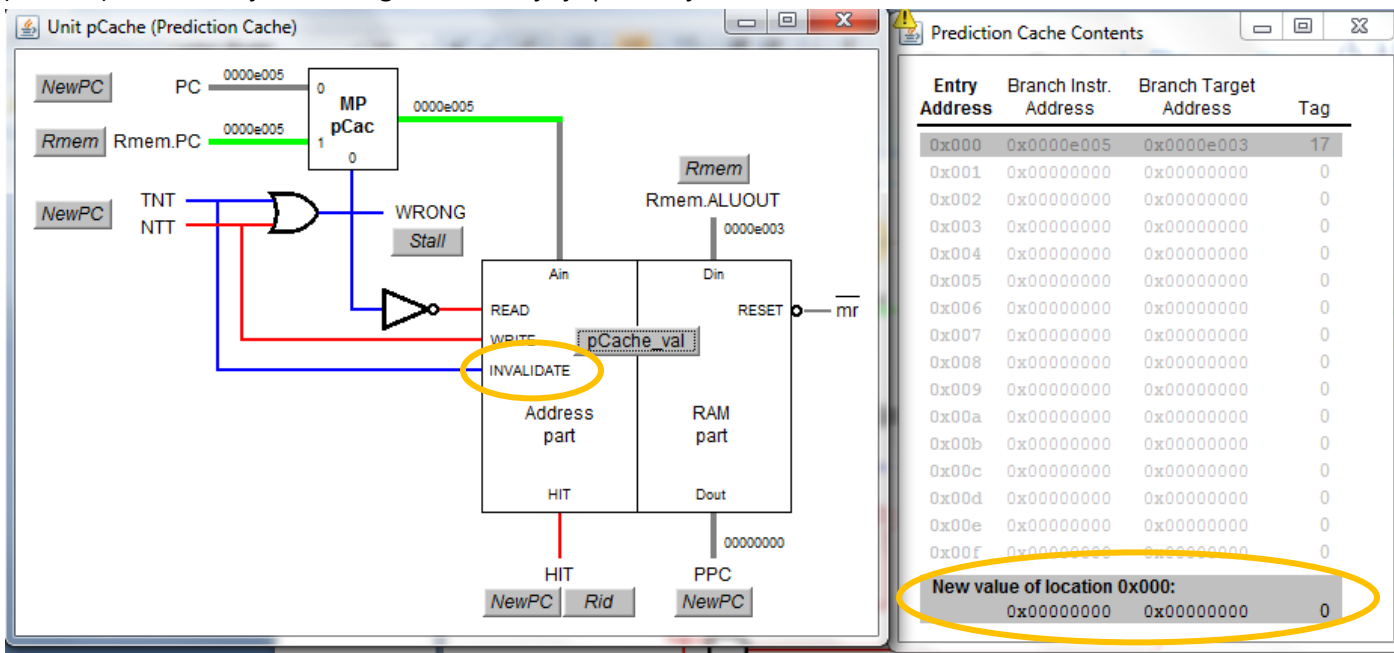 Unit pCache (Prediction Cache)
NewPC PC 0000e005
Rmem Rmem.PC 0000e005
0
MP
pCac
1
0
0000e005
NewPC
TNT
NTT
WRONG
Stall
Rmem
Rmem.ALUOUT
0000e003
Ain Din
READ RESET mr
WRITE pCache_val
INVALIDATE
Address RAM
part part
HIT Dout
00000000
HIT PPC
NewPC Rid NewPC
Prediction Cache Contents
Entry Branch Instr. Branch Target
Address Address Address Tag
0x000 0x0000e005 0x0000e003 17
0x001 0x00000000 0x00000000 0
0x002 0x00000000 0x00000000 0
0x003 0x00000000 0x00000000 0
0x004 0x00000000 0x00000000 0
0x005 0x00000000 0x00000000 0
0x006 0x00000000 0x00000000 0
0x007 0x00000000 0x00000000 0
0x008 0x00000000 0x00000000 0
0x009 0x00000000 0x00000000 0
0x00a 0x00000000 0x00000000 0
0x00b 0x00000000 0x00000000 0
0x00c 0x00000000 0x00000000 0
0x00d 0x00000000 0x00000000 0
0x00e 0x00000000 0x00000000 0
0x00f 0x00000000 0x00000000 0
New value of location 0x000:
0x00000000 0x00000000 0